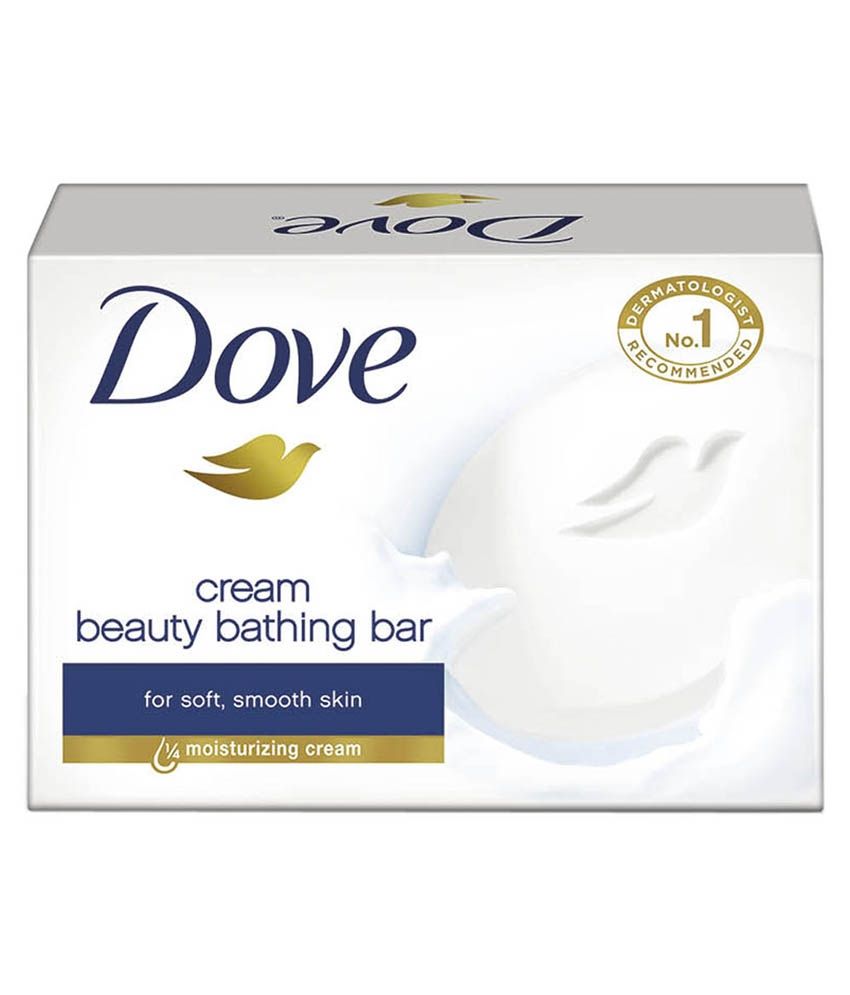 Dove
Dove
DERMATOLOGIST
No.1
RECOMMENDED
cream
beauty bathing bar
for soft, smooth skin
¼ moisturizing cream